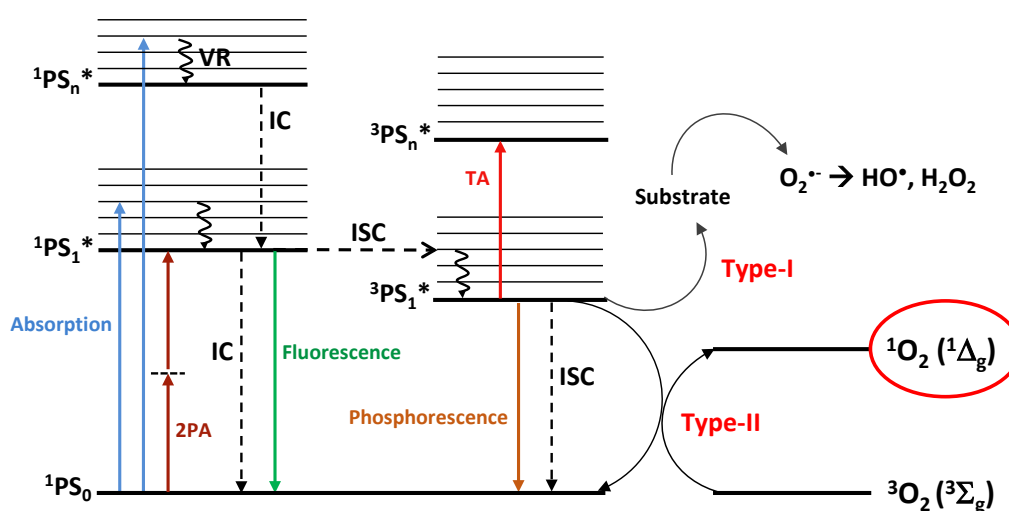 VR
¹PSₙ*
IC
³PSₙ*
TA
Substrate
O₂•⁻ → HO•, H₂O₂
ISC
¹PS₁*
Type-I
³PS₁*
Absorption
IC
Fluorescence
ISC
¹O₂ (¹Δg)
Phosphorescence
Type-II
2PA
¹PS₀
³O₂ (³Σg)